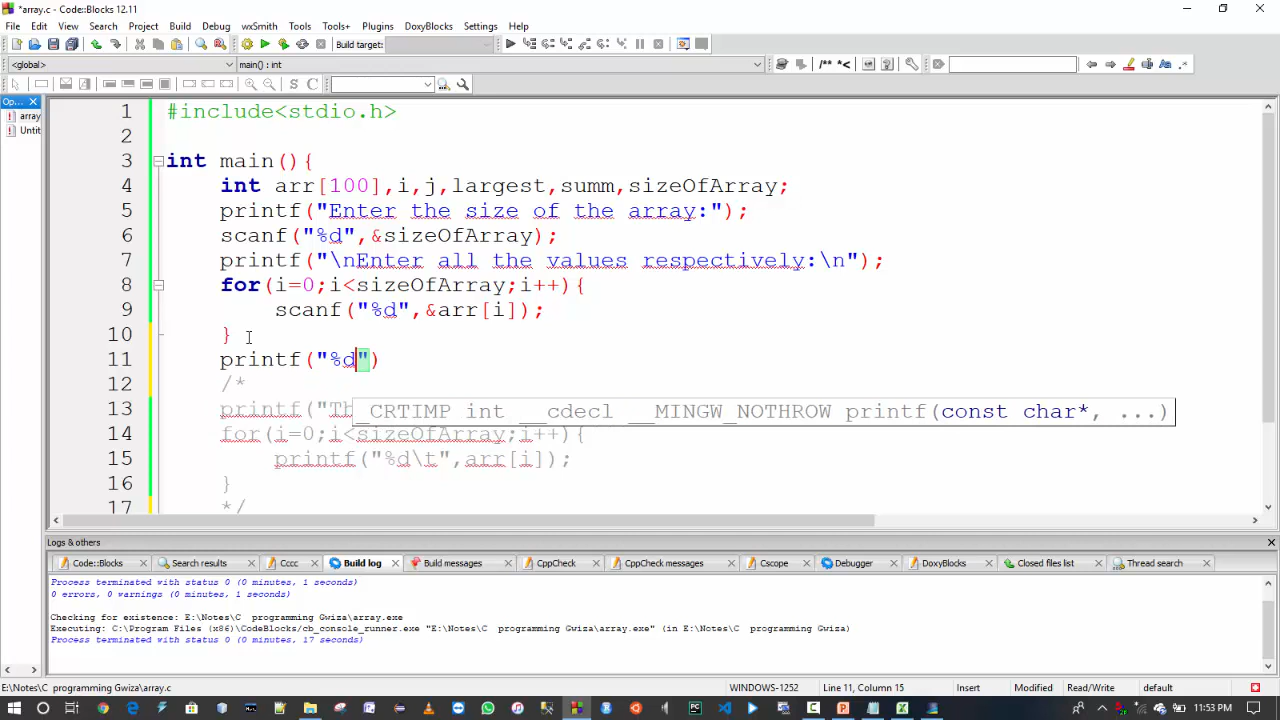 *array.c - Code::Blocks 12.11
File Edit View Search Project Build Debug wxSmith Tools Tools+ Plugins DoxyBlocks Settings Help
Build target:
<global> main() : int /** *<
S C
Op...
array
Untit
1 #include<stdio.h>
2
3 int main(){
4 int arr[100],i,j,largest,summ,sizeOfArray;
5 printf("Enter the size of the array:");
6 scanf("%d",&sizeOfArray);
7 printf("\nEnter all the values respectively:\n");
8 for(i=0;i<sizeOfArray;i++){
9 scanf("%d",&arr[i]);
10 }
11 printf("%d")
12 /*
13 printf("Th _CRTIMP int __cdecl __MINGW_NOTHROW printf(const char*, ...)
14 for(i=0;i<sizeOfArray;i++){
15 printf("%d\t",arr[i]);
16 }
17 */
Logs & others
Code::Blocks Search results Cccc Build log Build messages CppCheck CppCheck messages Cscope Debugger DoxyBlocks Closed files list Thread search
Process terminated with status 0 (0 minutes, 1 seconds)
0 errors, 0 warnings (0 minutes, 1 seconds)
Checking for existence: E:\Notes\C programming Gwiza\array.exe
Executing: C:\Program Files (x86)\CodeBlocks/cb_console_runner.exe "E:\Notes\C programming Gwiza\array.exe" (in E:\Notes\C programming Gwiza)
Process terminated with status 0 (0 minutes, 17 seconds)
E:\Notes\C programming Gwiza\array.c WINDOWS-1252 Line 11, Column 15 Insert Modified Read/Write default
11:53 PM